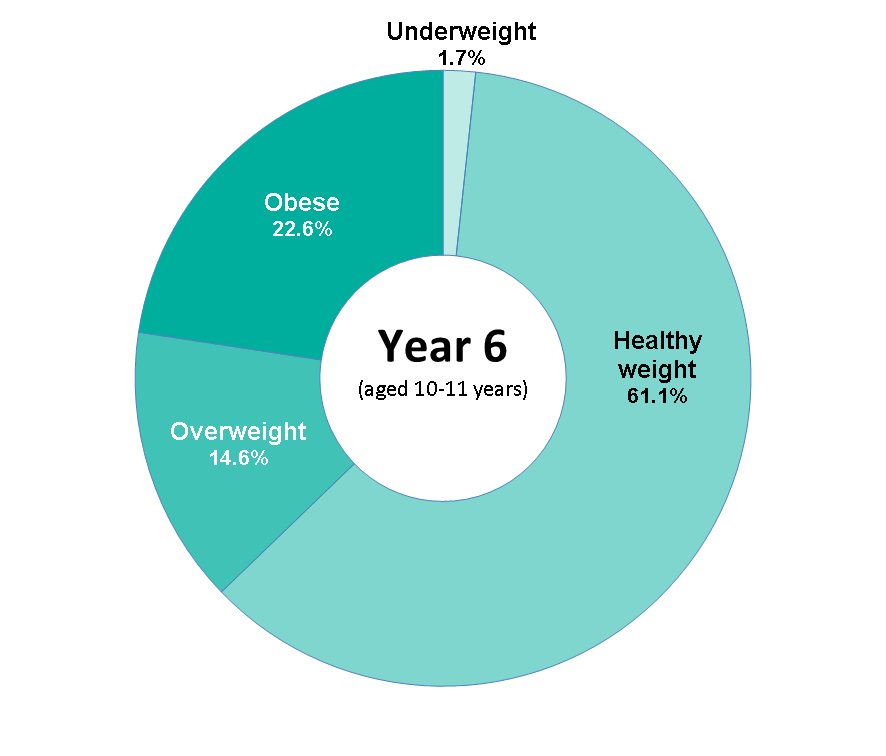 Underweight
1.7%
Obese
22.6%
Healthy
weight
61.1%
Year 6
(aged 10-11 years)
Overweight
14.6%